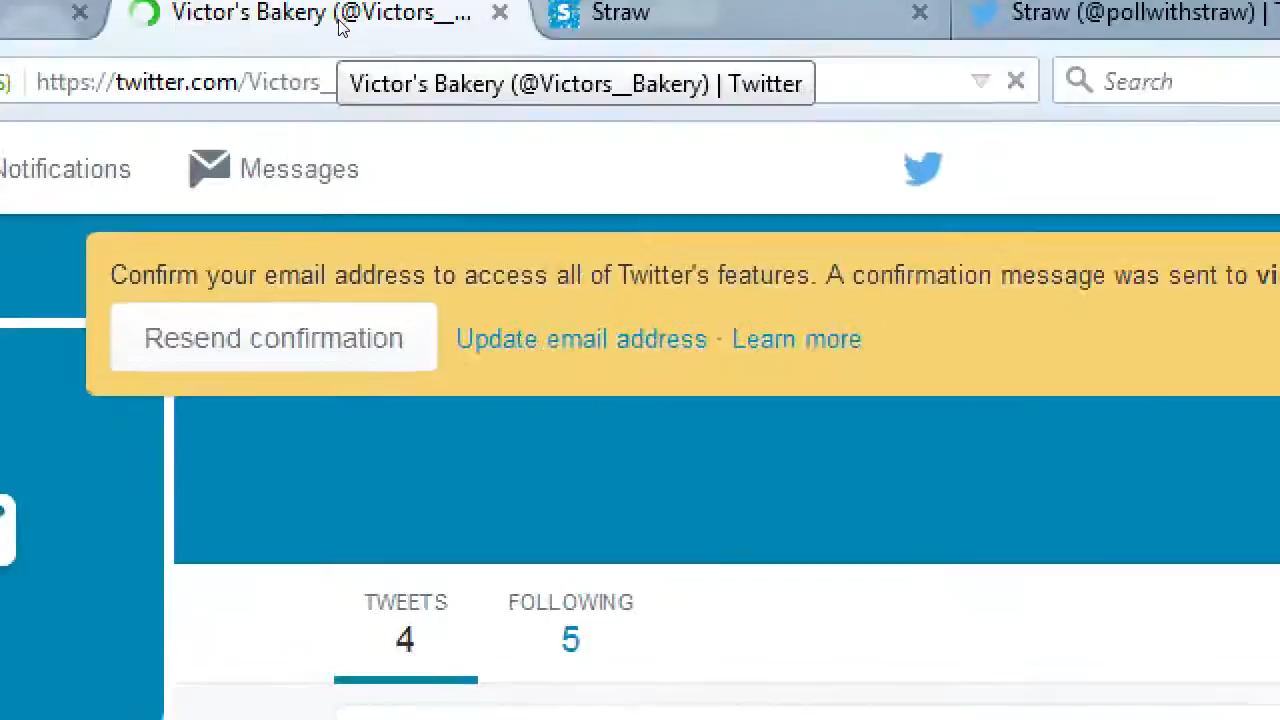 Victor's Bakery (@Victors__... Straw Straw (@pollwithstraw) |
https://twitter.com/Victors_ Victor's Bakery (@Victors__Bakery) | Twitter Search
Notifications Messages
Confirm your email address to access all of Twitter's features. A confirmation message was sent to vi
Resend confirmation Update email address · Learn more
TWEETS FOLLOWING
4 5